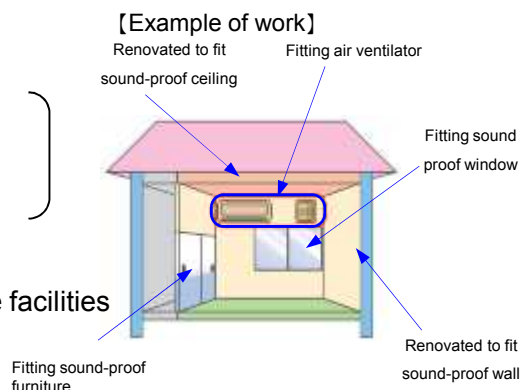 【Example of work】
Renovated to fit
sound-proof ceiling
Fitting air ventilator
Fitting sound
proof window
facilities
Renovated to fit
sound-proof wall
Fitting sound-proof
furniture